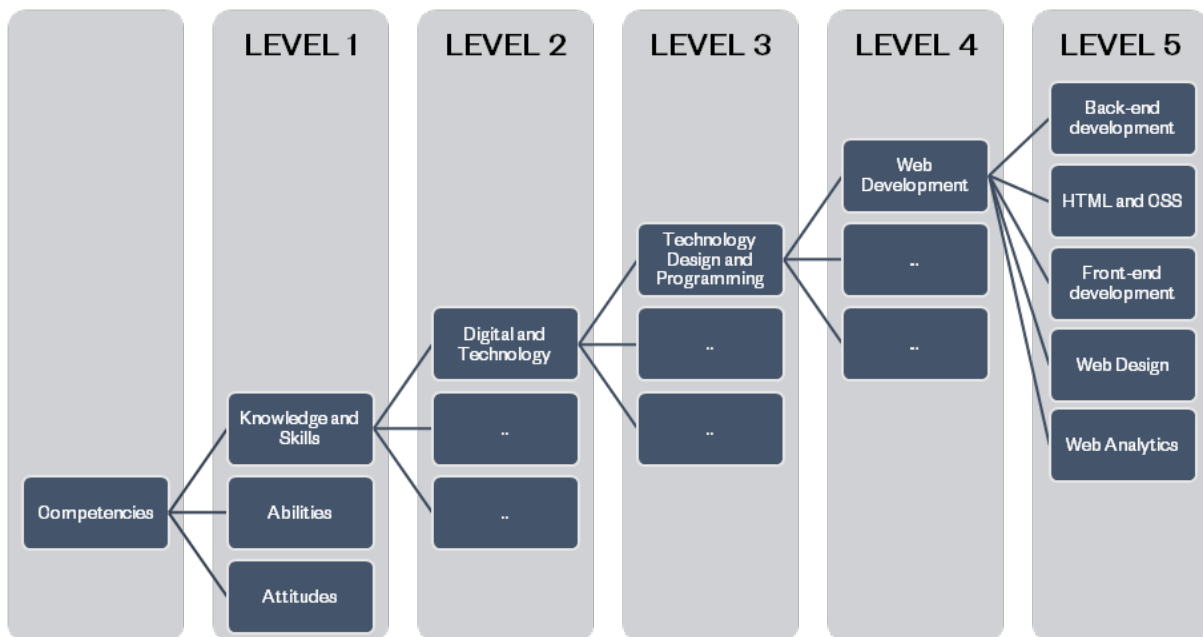 LEVEL 1
LEVEL 2
LEVEL 3
LEVEL 4
LEVEL 5
Competencies
Knowledge and
Skills
Abilities
Attitudes
Digital and
Technology
..
..
Technology
Design and
Programming
..
..
Web
Development
...
...
Back-end
development
HTML and CSS
Front-end
development
Web Design
Web Analytics